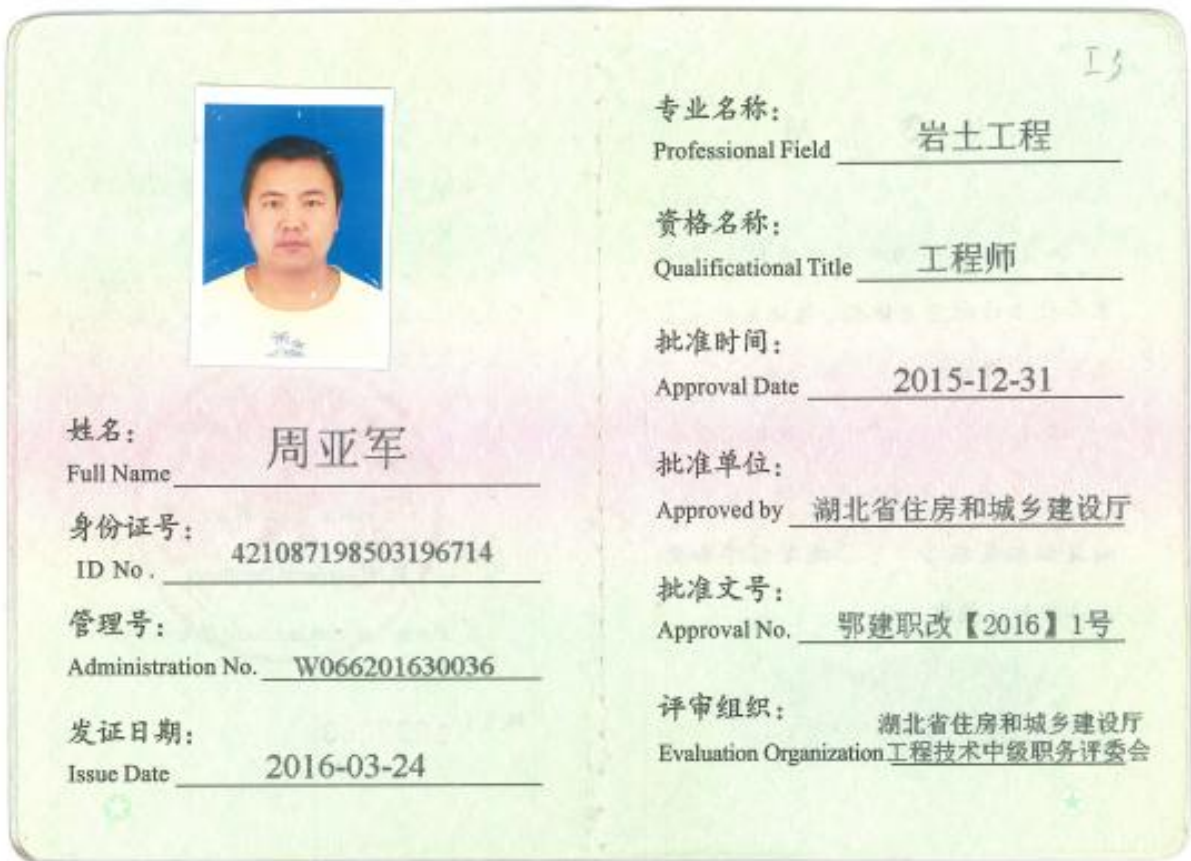 姓名：
Full Name 周亚军
身份证号：
ID No. 421087198503196714
管理号：
Administration No. W066201630036
发证日期：
Issue Date 2016-03-24
专业名称：
Professional Field 岩土工程
资格名称：
Qualificational Title 工程师
批准时间：
Approval Date 2015-12-31
批准单位：
Approved by 湖北省住房和城乡建设厅
批准文号：
Approval No. 鄂建职改【2016】1号
评审组织：
湖北省住房和城乡建设厅
Evaluation Organization 工程技术中级职务评委会